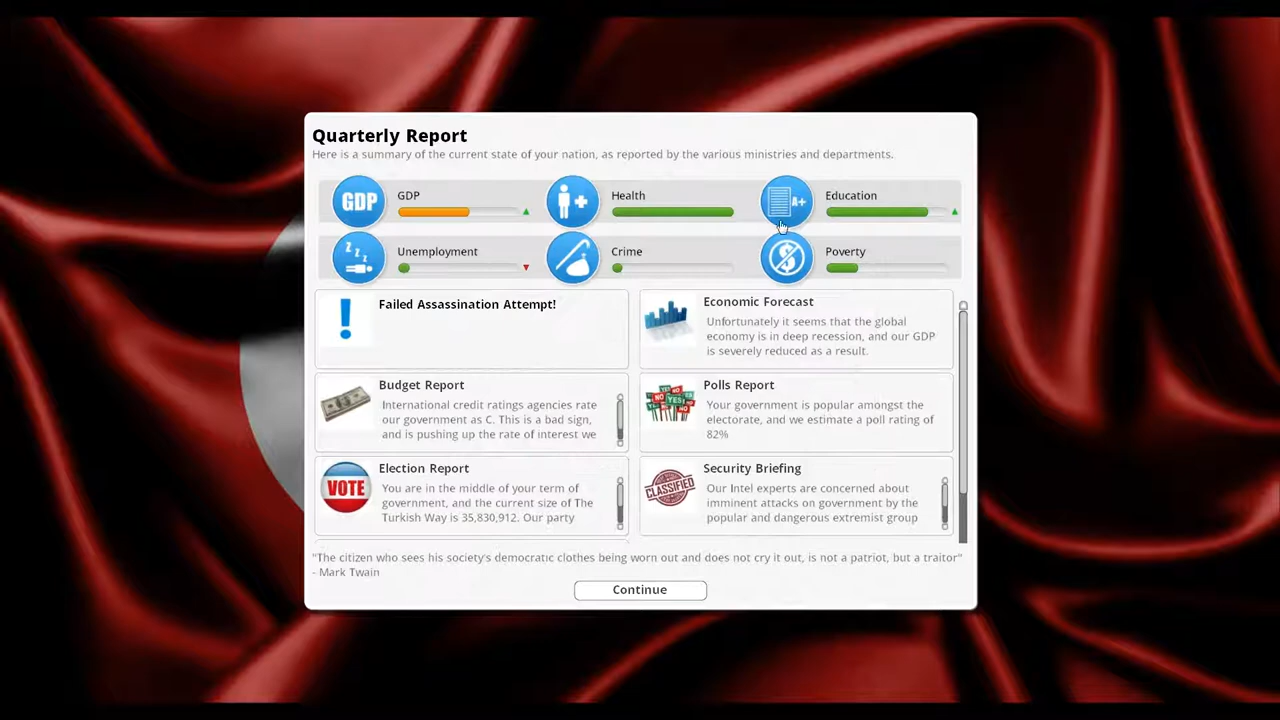 Quarterly Report
Here is a summary of the current state of your nation, as reported by the various ministries and departments.
GDP
GDP
Health
A+
Education
Z Z Z
Unemployment
Crime
$
Poverty
!
Failed Assassination Attempt!
Economic Forecast
Unfortunately it seems that the global
economy is in deep recession, and our GDP
is severely reduced as a result.
Budget Report
International credit ratings agencies rate
our government as C. This is a bad sign,
and is pushing up the rate of interest we
YES!
NO
NO
YES!
NO
Polls Report
Your government is popular amongst the
electorate, and we estimate a poll rating of
82%
VOTE
Election Report
You are in the middle of your term of
government, and the current size of The
Turkish Way is 35,830,912. Our party
CLASSIFIED
Security Briefing
Our Intel experts are concerned about
imminent attacks on government by the
popular and dangerous extremist group
"The citizen who sees his society's democratic clothes being worn out and does not cry it out, is not a patriot, but a traitor"
- Mark Twain
Continue